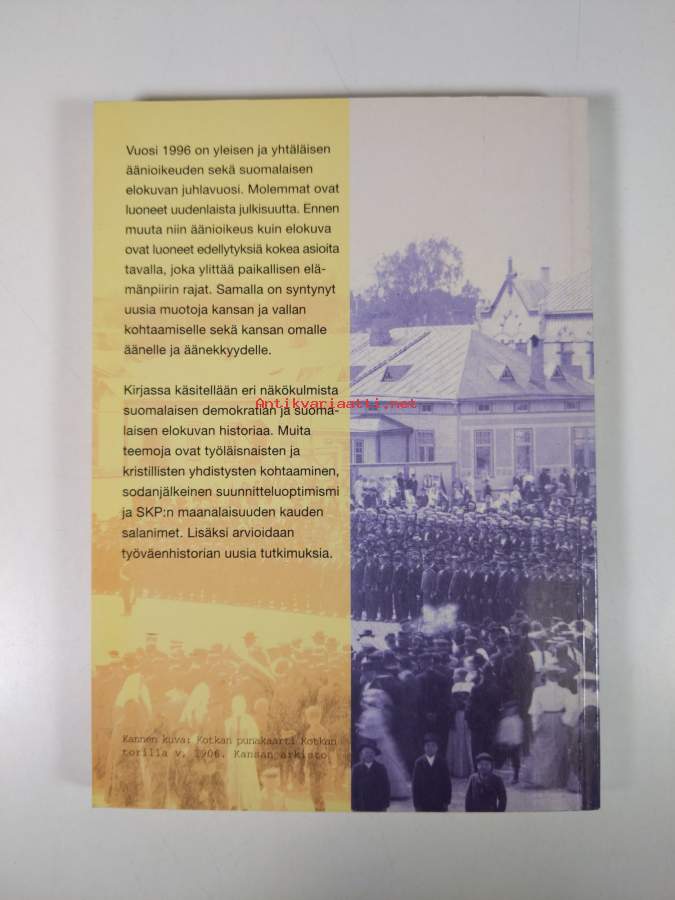 Vuosi 1996 on yleisen ja yhtäläisen
äänioikeuden sekä suomalaisen
elokuvan juhlavuosi. Molemmat ovat
luoneet uudenlaista julkisuutta. Ennen
muuta niin äänioikeus kuin elokuva
ovat luoneet edellytyksiä kokea asioita
tavalla, joka ylittää paikallisen elä-
mänpiirin rajat. Samalla on syntynyt
uusia muotoja kansan ja vallan
kohtaamiselle sekä kansan omalle
äänelle ja äänekkyydelle.
Kirjassa käsitellään eri näkökulmista
suomalaisen demokratian ja suoma-
laisen elokuvan historiaa. Muita
teemoja ovat työläisnaisten ja
kristillisten yhdistysten kohtaaminen,
sodanjälkeinen suunnitteluoptimismi
ja SKP:n maanalaisuuden kauden
salanimet. Lisäksi arvioidaan
työväenhistorian uusia tutkimuksia.
Kannen kuva: Kotkan punakaarti Kotkan
torilla v. 1906. Kansan arkisto
Antikvariaatti.net